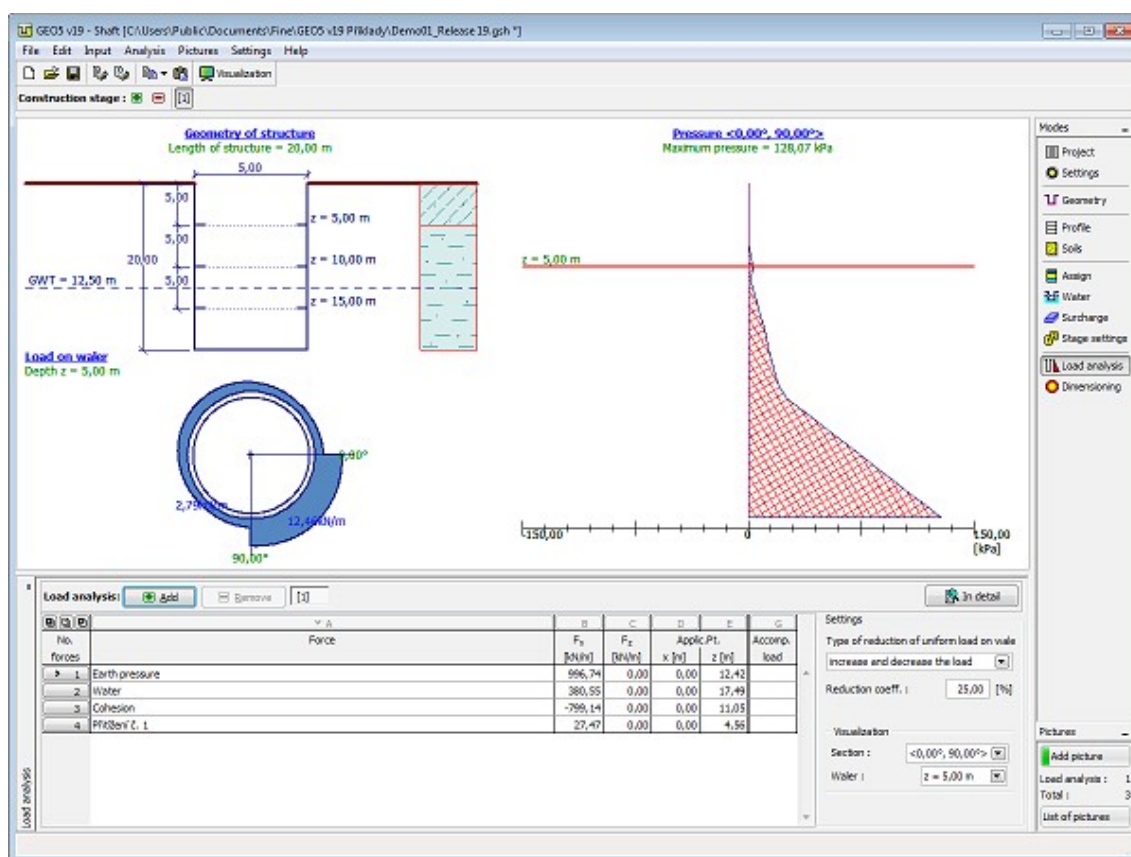 GEO5 v19 - Shaft [C:\Users\Public\Documents\Fine\GEO5 v19 Příklady\Demo01_Release 19.gsh *]
File Edit Input Analysis Pictures Settings Help
Visualization
Construction stage : [1]
Geometry of structure
Length of structure = 20,00 m
5,00
5,00
z = 5,00 m
5,00
20,00
z = 10,00 m
GWT = 12,50 m
5,00
z = 15,00 m
Load on waler
Depth z = 5,00 m
0,00°
12,46kN/m
90,00°
Pressure <0,00°, 90,00°>
Maximum pressure = 128,07 kPa
z = 5,00 m
-150,00
0
150,00
[kPa]
Modes
Project
Settings
Geometry
Profile
Soils
Assign
Water
Surcharge
Stage settings
Load analysis
Dimensioning
Load analysis: Add Remove [1] In detail
A B C D E G
No. Force Fx Fz Applic.Pt. Accomp.
forces [kN/m] [kN/m] x [m] z [m] load
> 1 Earth pressure 996,74 0,00 0,00 12,42
2 Water 380,55 0,00 0,00 17,49
3 Cohesion -799,14 0,00 0,00 11,05
4 Přitížení č. 1 27,47 0,00 0,00 4,56
Settings
Type of reduction of uniform load on wale
increase and decrease the load
Reduction coeff. : 25,00 [%]
Visualization
Section : <0,00°, 90,00°>
Waler : z = 5,00 m
Load analysis
Pictures
Add picture
Load analysis : 1
Total : 3
List of pictures